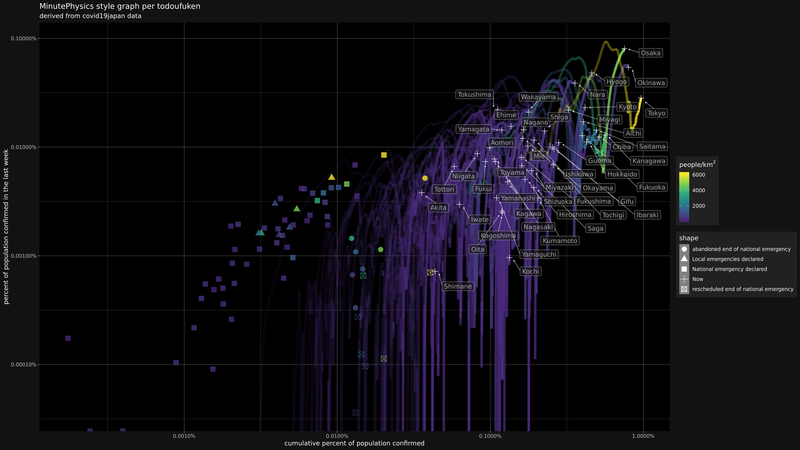 MinutePhysics style graph per todoufuken
derived from covid19japan data
percent of population confirmed in the last week
0.10000%
0.01000%
0.00100%
0.00010%
Osaka
Okinawa
Hyogo
Tokushima
Wakayama
Nara
Kyoto
Tokyo
Ehime
Shiga
Miyagi
Yamagata
Nagano
Aichi
Aomori
Chiba
Saitama
Mie
Gunma
Kanagawa
Niigata
Toyama
Ishikawa
Hokkaido
Tottori
Fukui
Miyazaki
Okayama
Fukuoka
Yamanashi
Shizuoka
Fukushima
Gifu
Akita
Kagawa
Hiroshima
Tochigi
Ibaraki
Iwate
Nagasaki
Saga
Kagoshima
Kumamoto
Oita
Yamaguchi
Kochi
Shimane
0.0010%
0.0100%
0.1000%
1.0000%
cumulative percent of population confirmed
people/km²
6000
4000
2000
shape
abandoned end of national emergency
Local emergencies declared
National emergency declared
Now
rescheduled end of national emergency